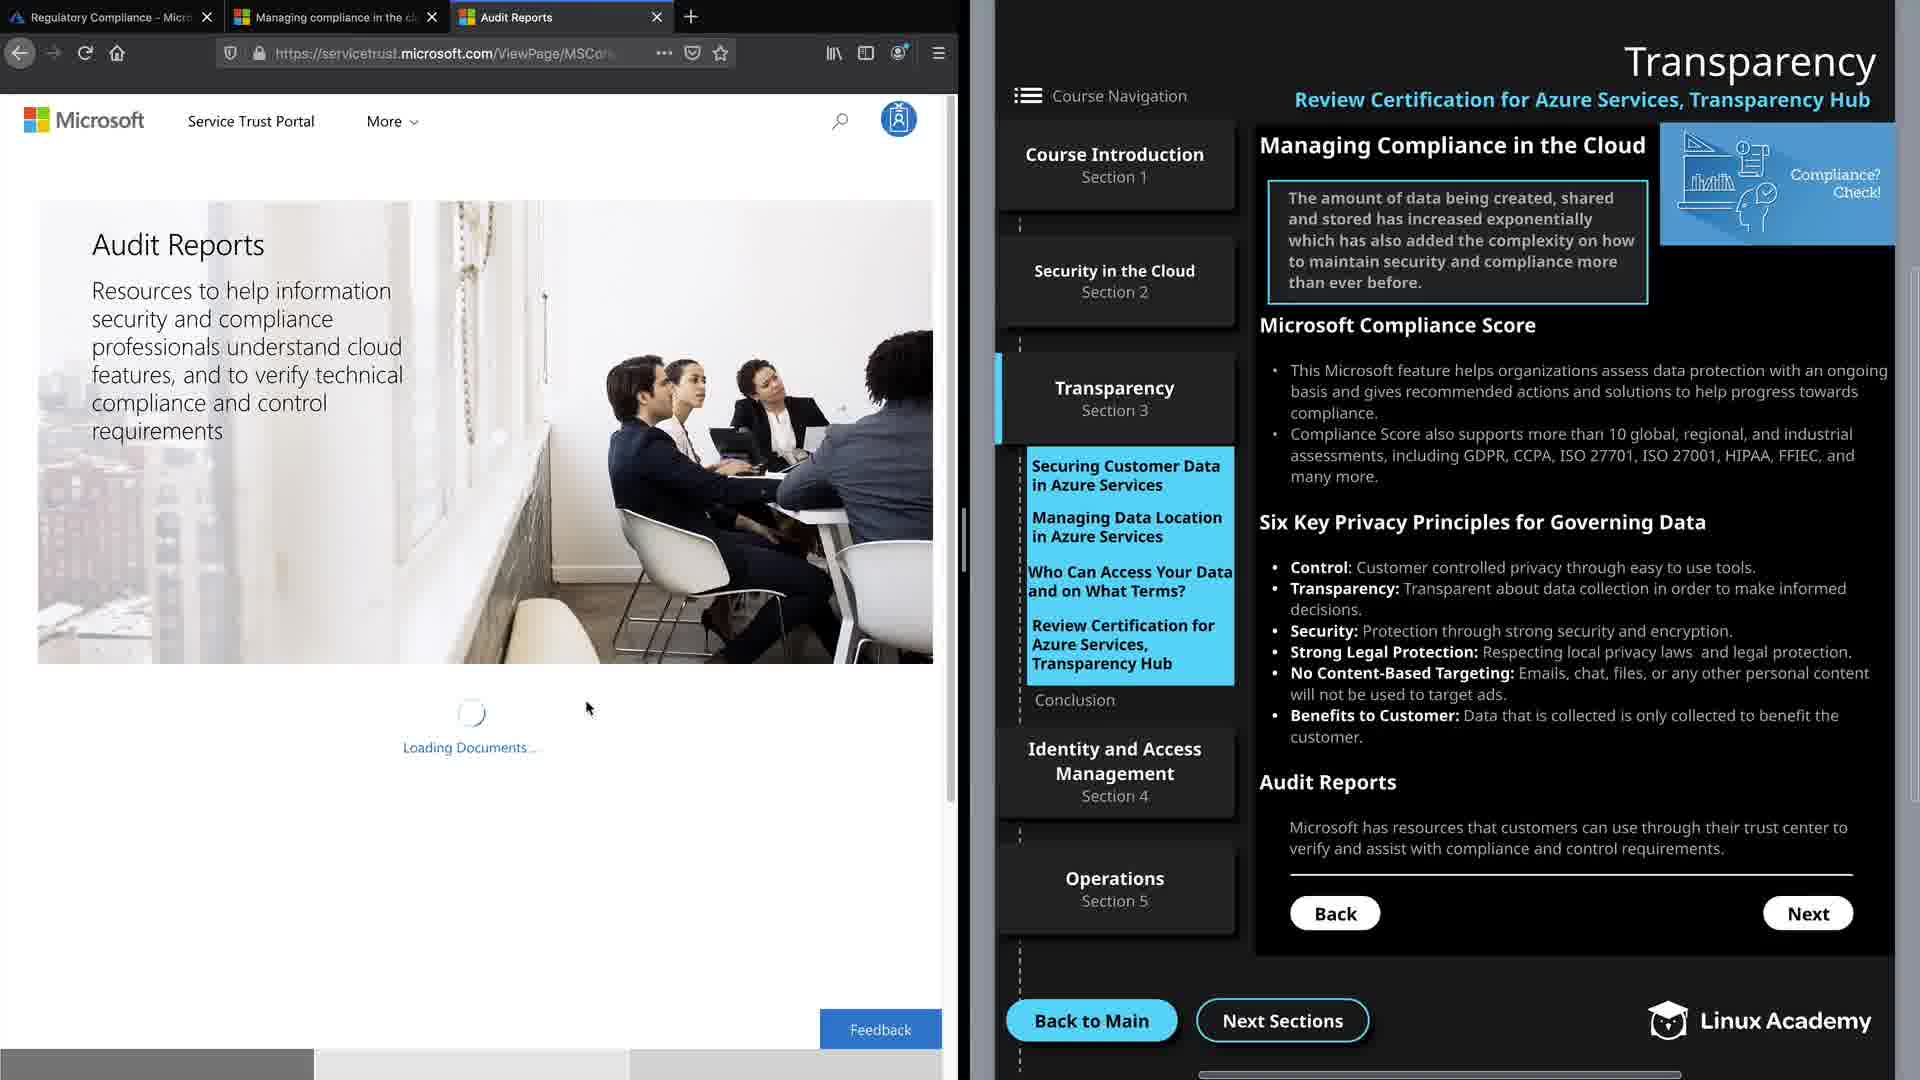 Regulatory Compliance - Micro
Managing compliance in the cl
Audit Reports
https://servicetrust.microsoft.com/ViewPage/MSCom
Microsoft
Service Trust Portal
More
Audit Reports
Resources to help information
security and compliance
professionals understand cloud
features, and to verify technical
compliance and control
requirements
Loading Documents...
Feedback
Transparency
Review Certification for Azure Services, Transparency Hub
Course Navigation
Course Introduction
Section 1
Security in the Cloud
Section 2
Transparency
Section 3
Securing Customer Data
in Azure Services
Managing Data Location
in Azure Services
Who Can Access Your Data
and on What Terms?
Review Certification for
Azure Services,
Transparency Hub
Conclusion
Identity and Access
Management
Section 4
Operations
Section 5
Managing Compliance in the Cloud
Compliance?
Check!
The amount of data being created, shared
and stored has increased exponentially
which has also added the complexity on how
to maintain security and compliance more
than ever before.
Microsoft Compliance Score
• This Microsoft feature helps organizations assess data protection with an ongoing
basis and gives recommended actions and solutions to help progress towards
compliance.
• Compliance Score also supports more than 10 global, regional, and industrial
assessments, including GDPR, CCPA, ISO 27701, ISO 27001, HIPAA, FFIEC, and
many more.
Six Key Privacy Principles for Governing Data
• Control: Customer controlled privacy through easy to use tools.
• Transparency: Transparent about data collection in order to make informed
decisions.
• Security: Protection through strong security and encryption.
• Strong Legal Protection: Respecting local privacy laws and legal protection.
• No Content-Based Targeting: Emails, chat, files, or any other personal content
will not be used to target ads.
• Benefits to Customer: Data that is collected is only collected to benefit the
customer.
Audit Reports
Microsoft has resources that customers can use through their trust center to
verify and assist with compliance and control requirements.
Back
Next
Back to Main
Next Sections
Linux Academy